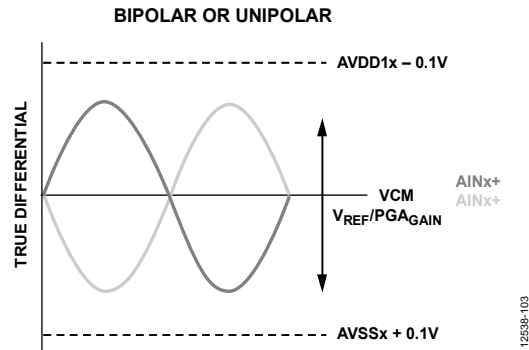 BIPOLAR OR UNIPOLAR
AVDD1x – 0.1V
TRUE DIFFERENTIAL
VCM
VREF/PGAGAIN
AINx+
AINx+
AVSSx + 0.1V
12538-103